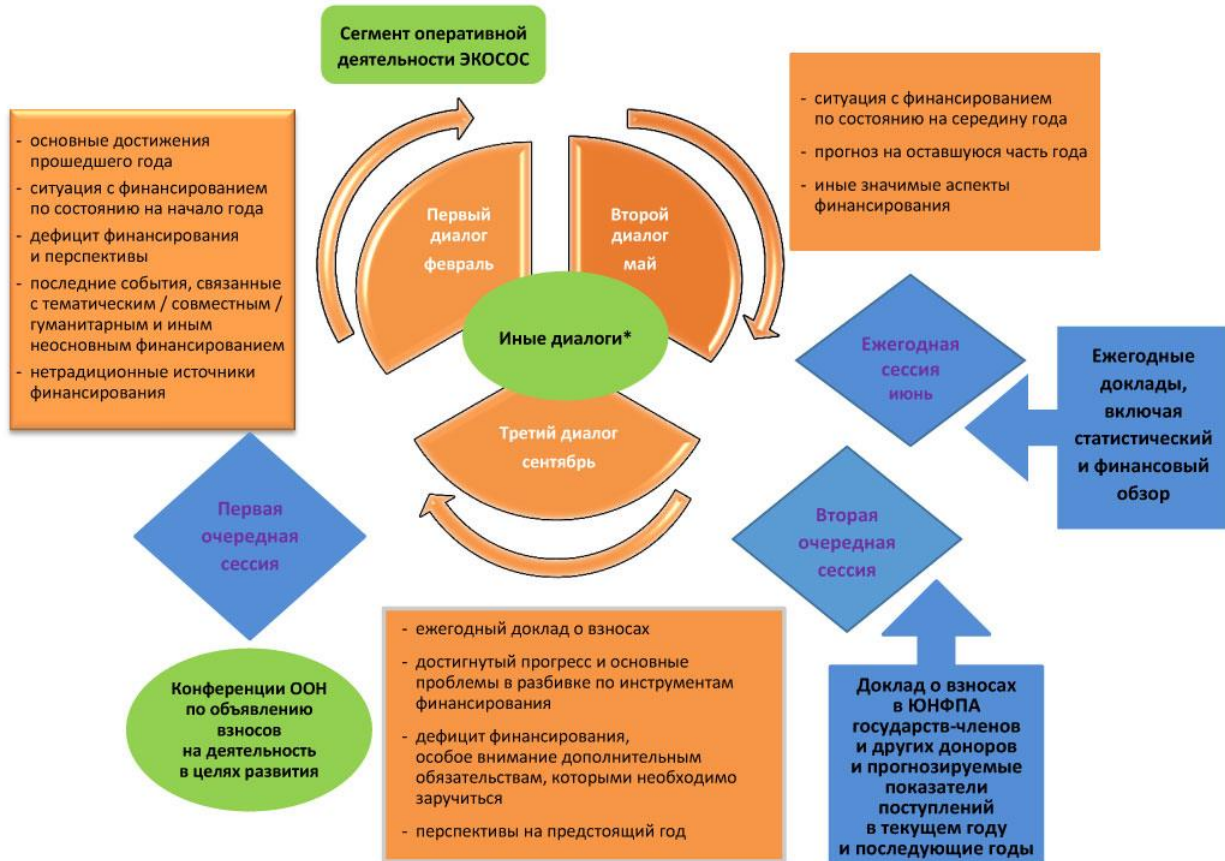 Сегмент оперативной
деятельности ЭКОСОС
- основные достижения
прошедшего года
- ситуация с финансированием
по состоянию на начало года
- дефицит финансирования
и перспективы
- последние события, связанные
с тематическим / совместным /
гуманитарным и иным
неосновным финансированием
- нетрадиционные источники
финансирования
Первый
диалог
февраль
Второй
диалог
май
- ситуация с финансированием
по состоянию на середину года
- прогноз на оставшуюся часть года
- иные значимые аспекты
финансирования
Иные диалоги*
Третий диалог
сентябрь
Ежегодная
сессия
июнь
Ежегодные
доклады,
включая
статистический
и финансовый
обзор
Первая
очередная
сессия
Вторая
очередная
сессия
Конференции ООН
по объявлению
взносов
на деятельность
в целях развития
- ежегодный доклад о взносах
- достигнутый прогресс и основные
проблемы в разбивке по инструментам
финансирования
- дефицит финансирования,
особое внимание дополнительным
обязательствам, которыми необходимо
заручиться
- перспективы на предстоящий год
Доклад о взносах
в ЮНФПА
государств-членов
и других доноров
и прогнозируемые
показатели
поступлений
в текущем году
и последующие годы